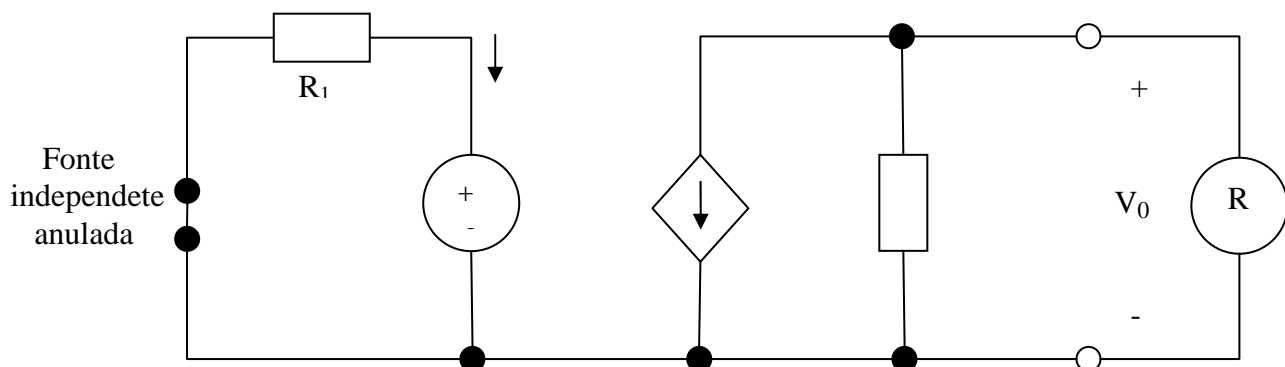 R₁
Fonte
independete
anulada
+
-
+
V₀
-
R